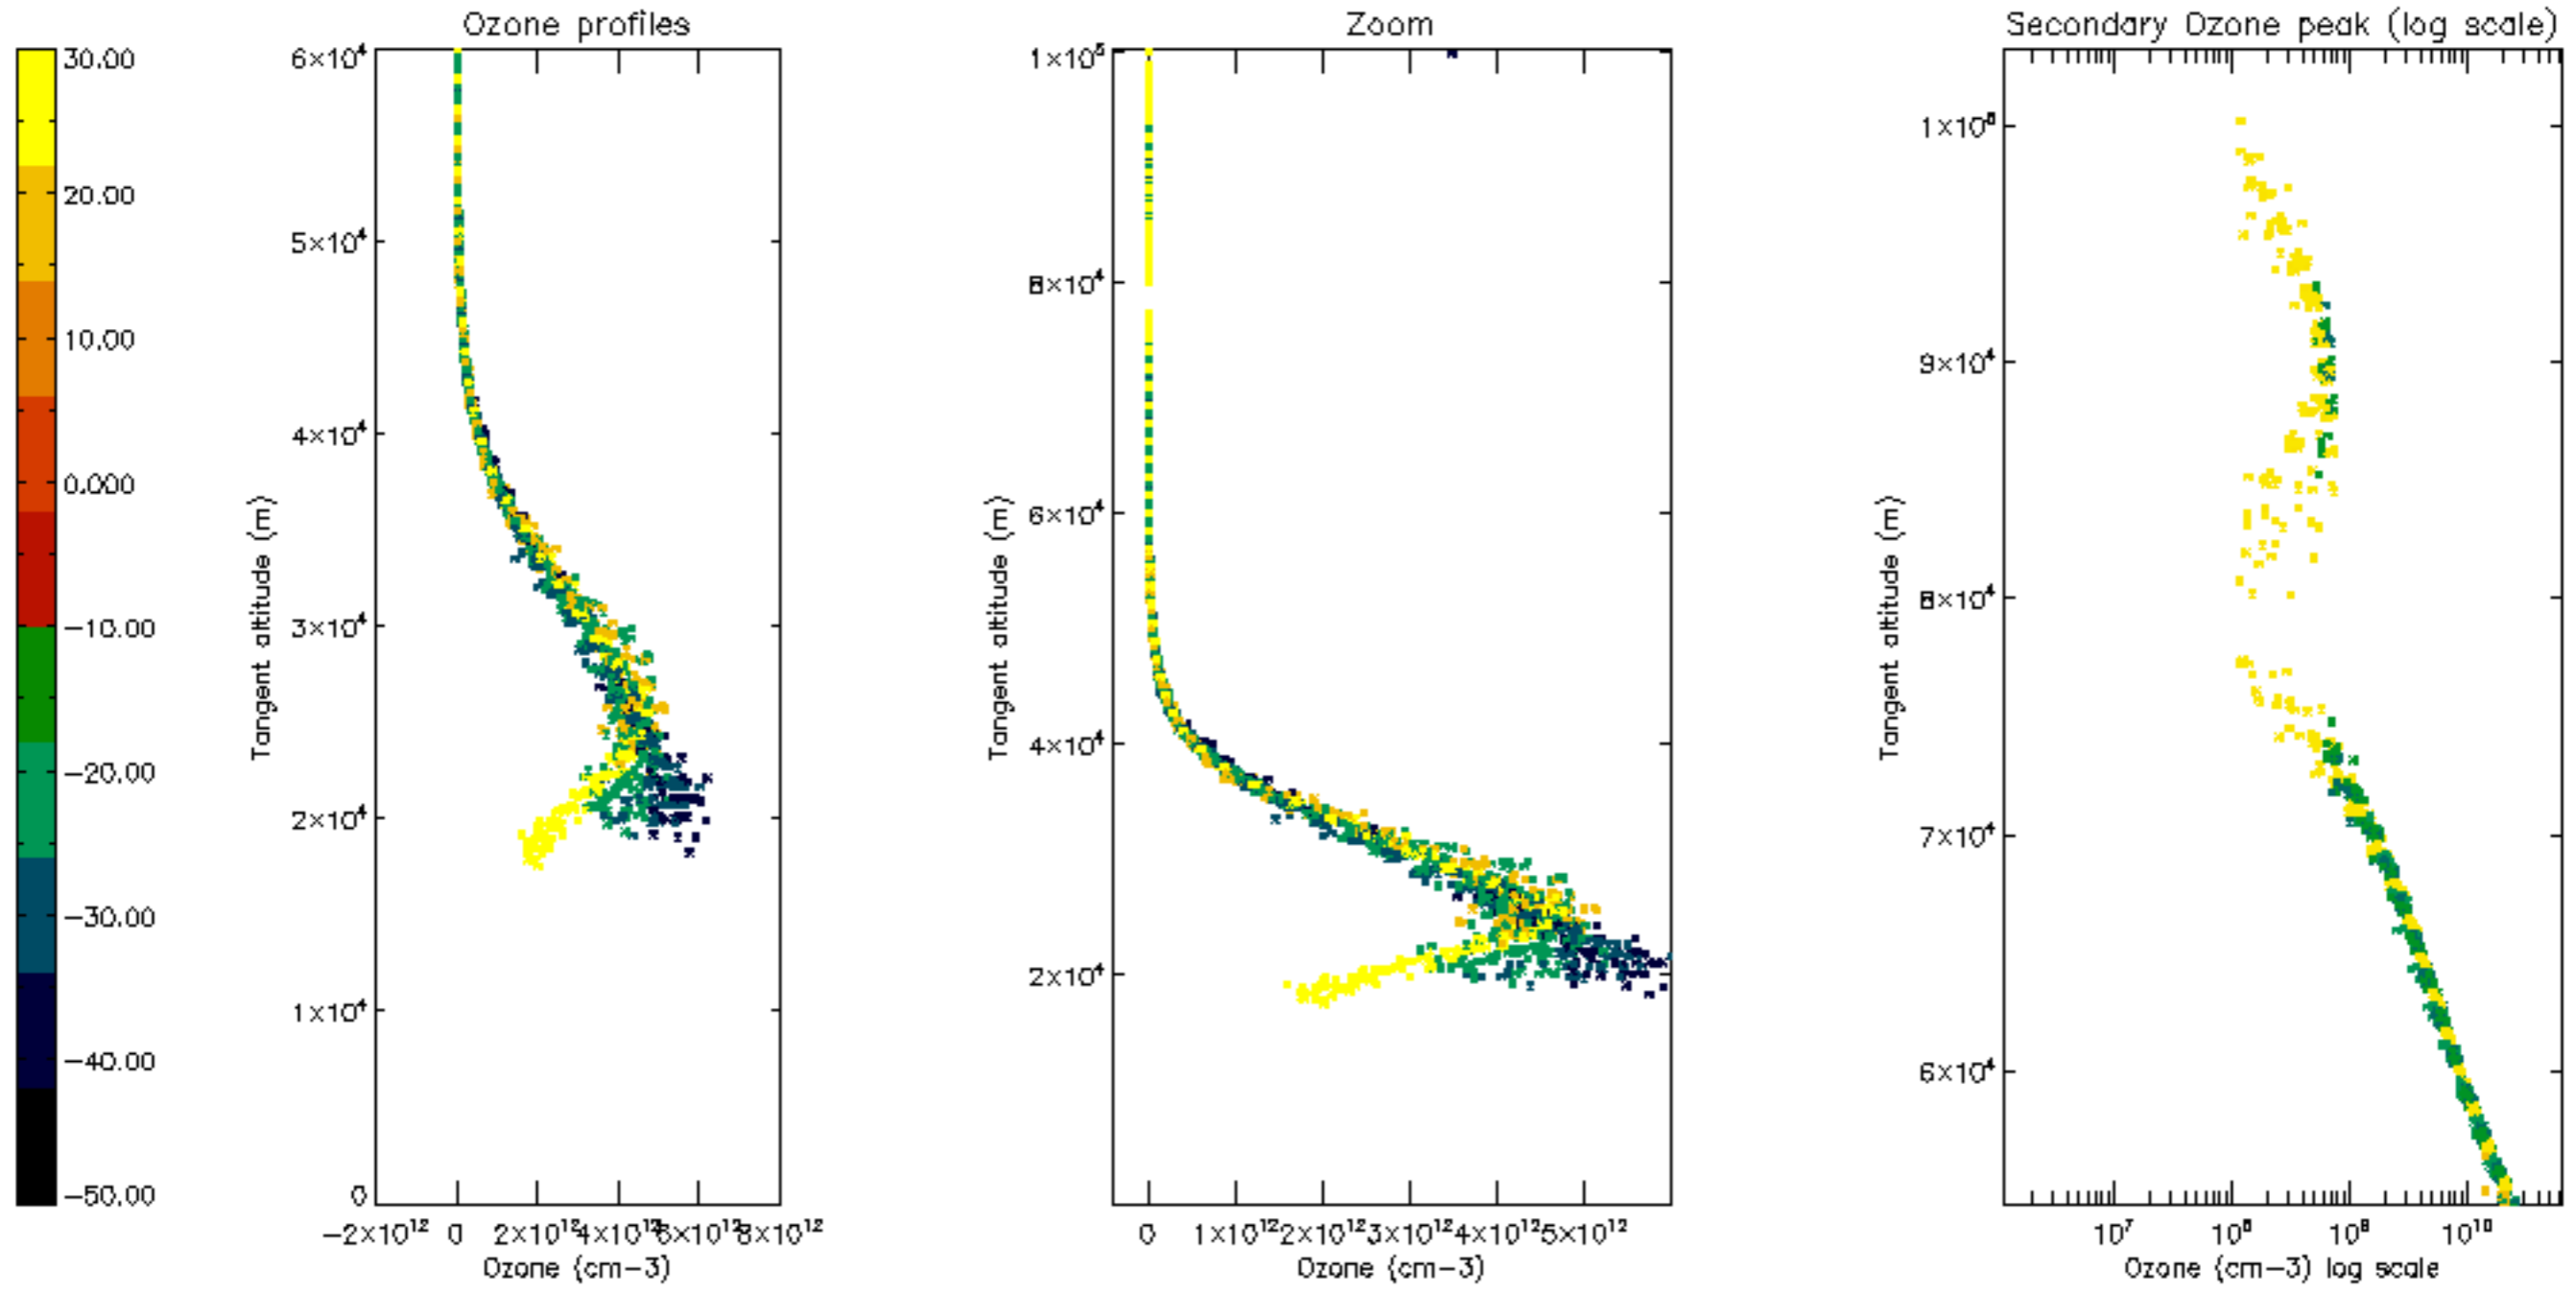 Ozone profiles
Zoom
Secondary Ozone peak (log scale)
30.00
20.00
10.00
0.000
−10.00
−20.00
−30.00
−40.00
−50.00
6×10⁴
5×10⁴
4×10⁴
3×10⁴
2×10⁴
1×10⁴
0
Tangent altitude (m)
−2×10¹² 0 2×10¹² 4×10¹² 6×10¹² 8×10¹²
Ozone (cm−3)
1×10⁵
8×10⁴
6×10⁴
4×10⁴
2×10⁴
Tangent altitude (m)
0 1×10¹² 2×10¹² 3×10¹² 4×10¹² 5×10¹²
Ozone (cm−3)
1×10⁵
9×10⁴
8×10⁴
7×10⁴
6×10⁴
Tangent altitude (m)
10⁷ 10⁸ 10⁹ 10¹⁰
Ozone (cm−3) log scale